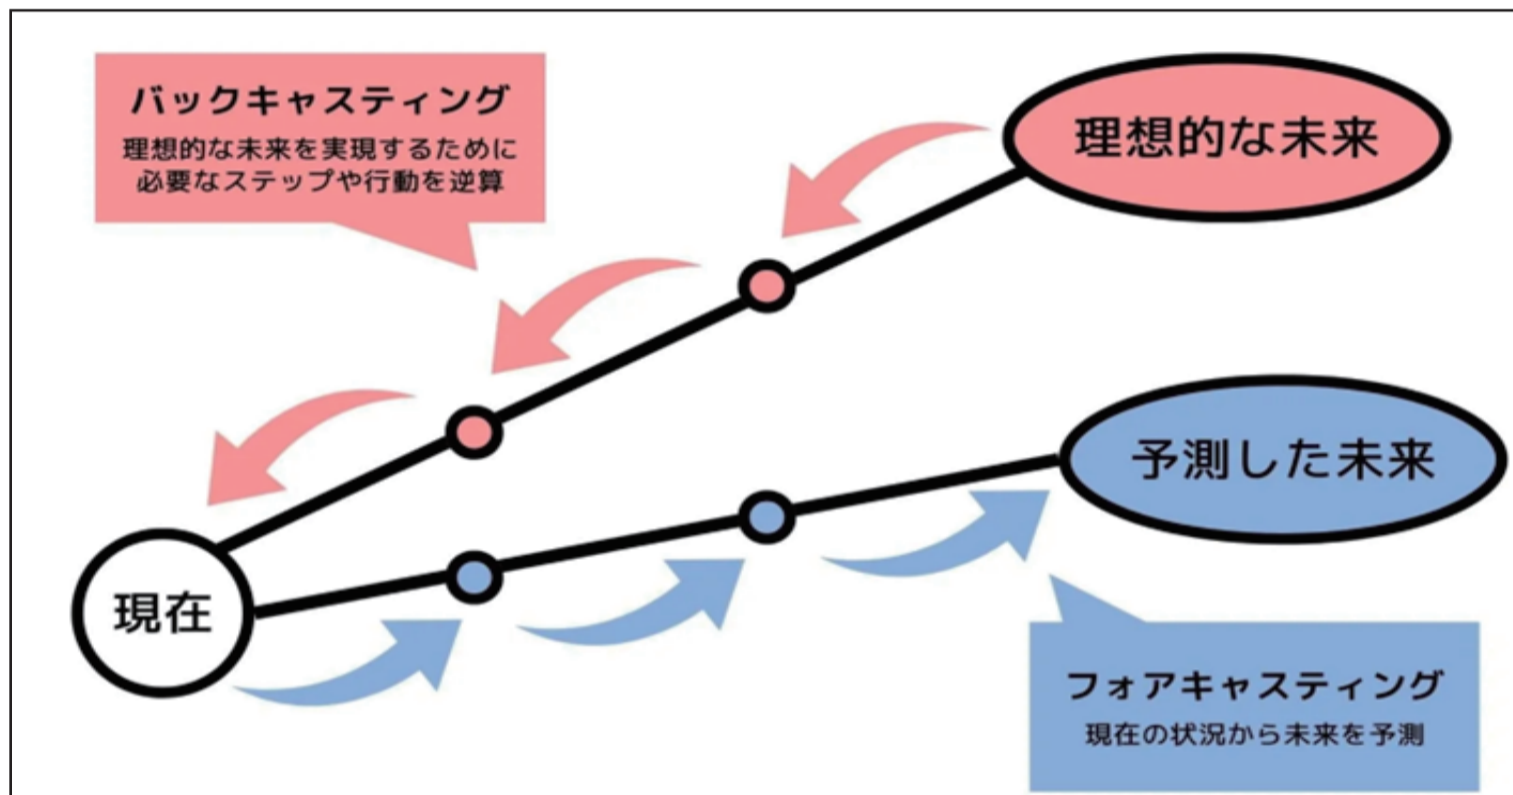 バックキャスティング
理想的な未来を実現するために
必要なステップや行動を逆算
理想的な未来
予測した未来
現在
フォアキャスティング
現在の状況から未来を予測